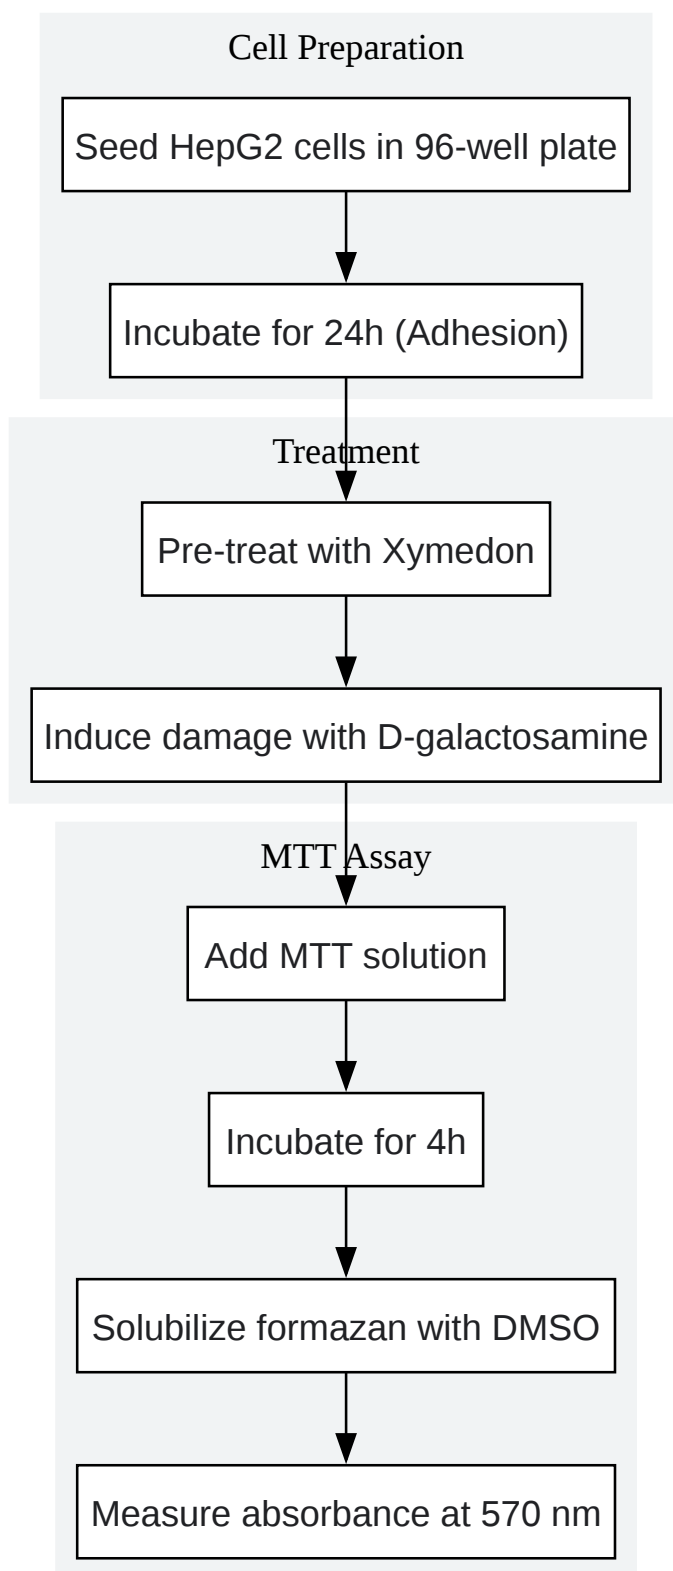 Cell Preparation
Seed HepG2 cells in 96-well plate
Incubate for 24h (Adhesion)
Treatment
Pre-treat with Xymedon
Induce damage with D-galactosamine
MTT Assay
Add MTT solution
Incubate for 4h
Solubilize formazan with DMSO
Measure absorbance at 570 nm